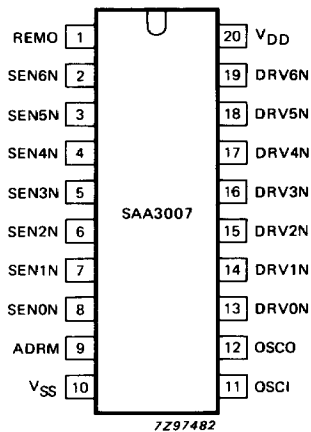 REMO 1 20 VDD
SEN6N 2 19 DRV6N
SEN5N 3 18 DRV5N
SEN4N 4 17 DRV4N
SEN3N 5 16 DRV3N
SAA3007
SEN2N 6 15 DRV2N
SEN1N 7 14 DRV1N
SEN0N 8 13 DRV0N
ADRM 9 12 OSCO
VSS 10 11 OSCI
7Z97482